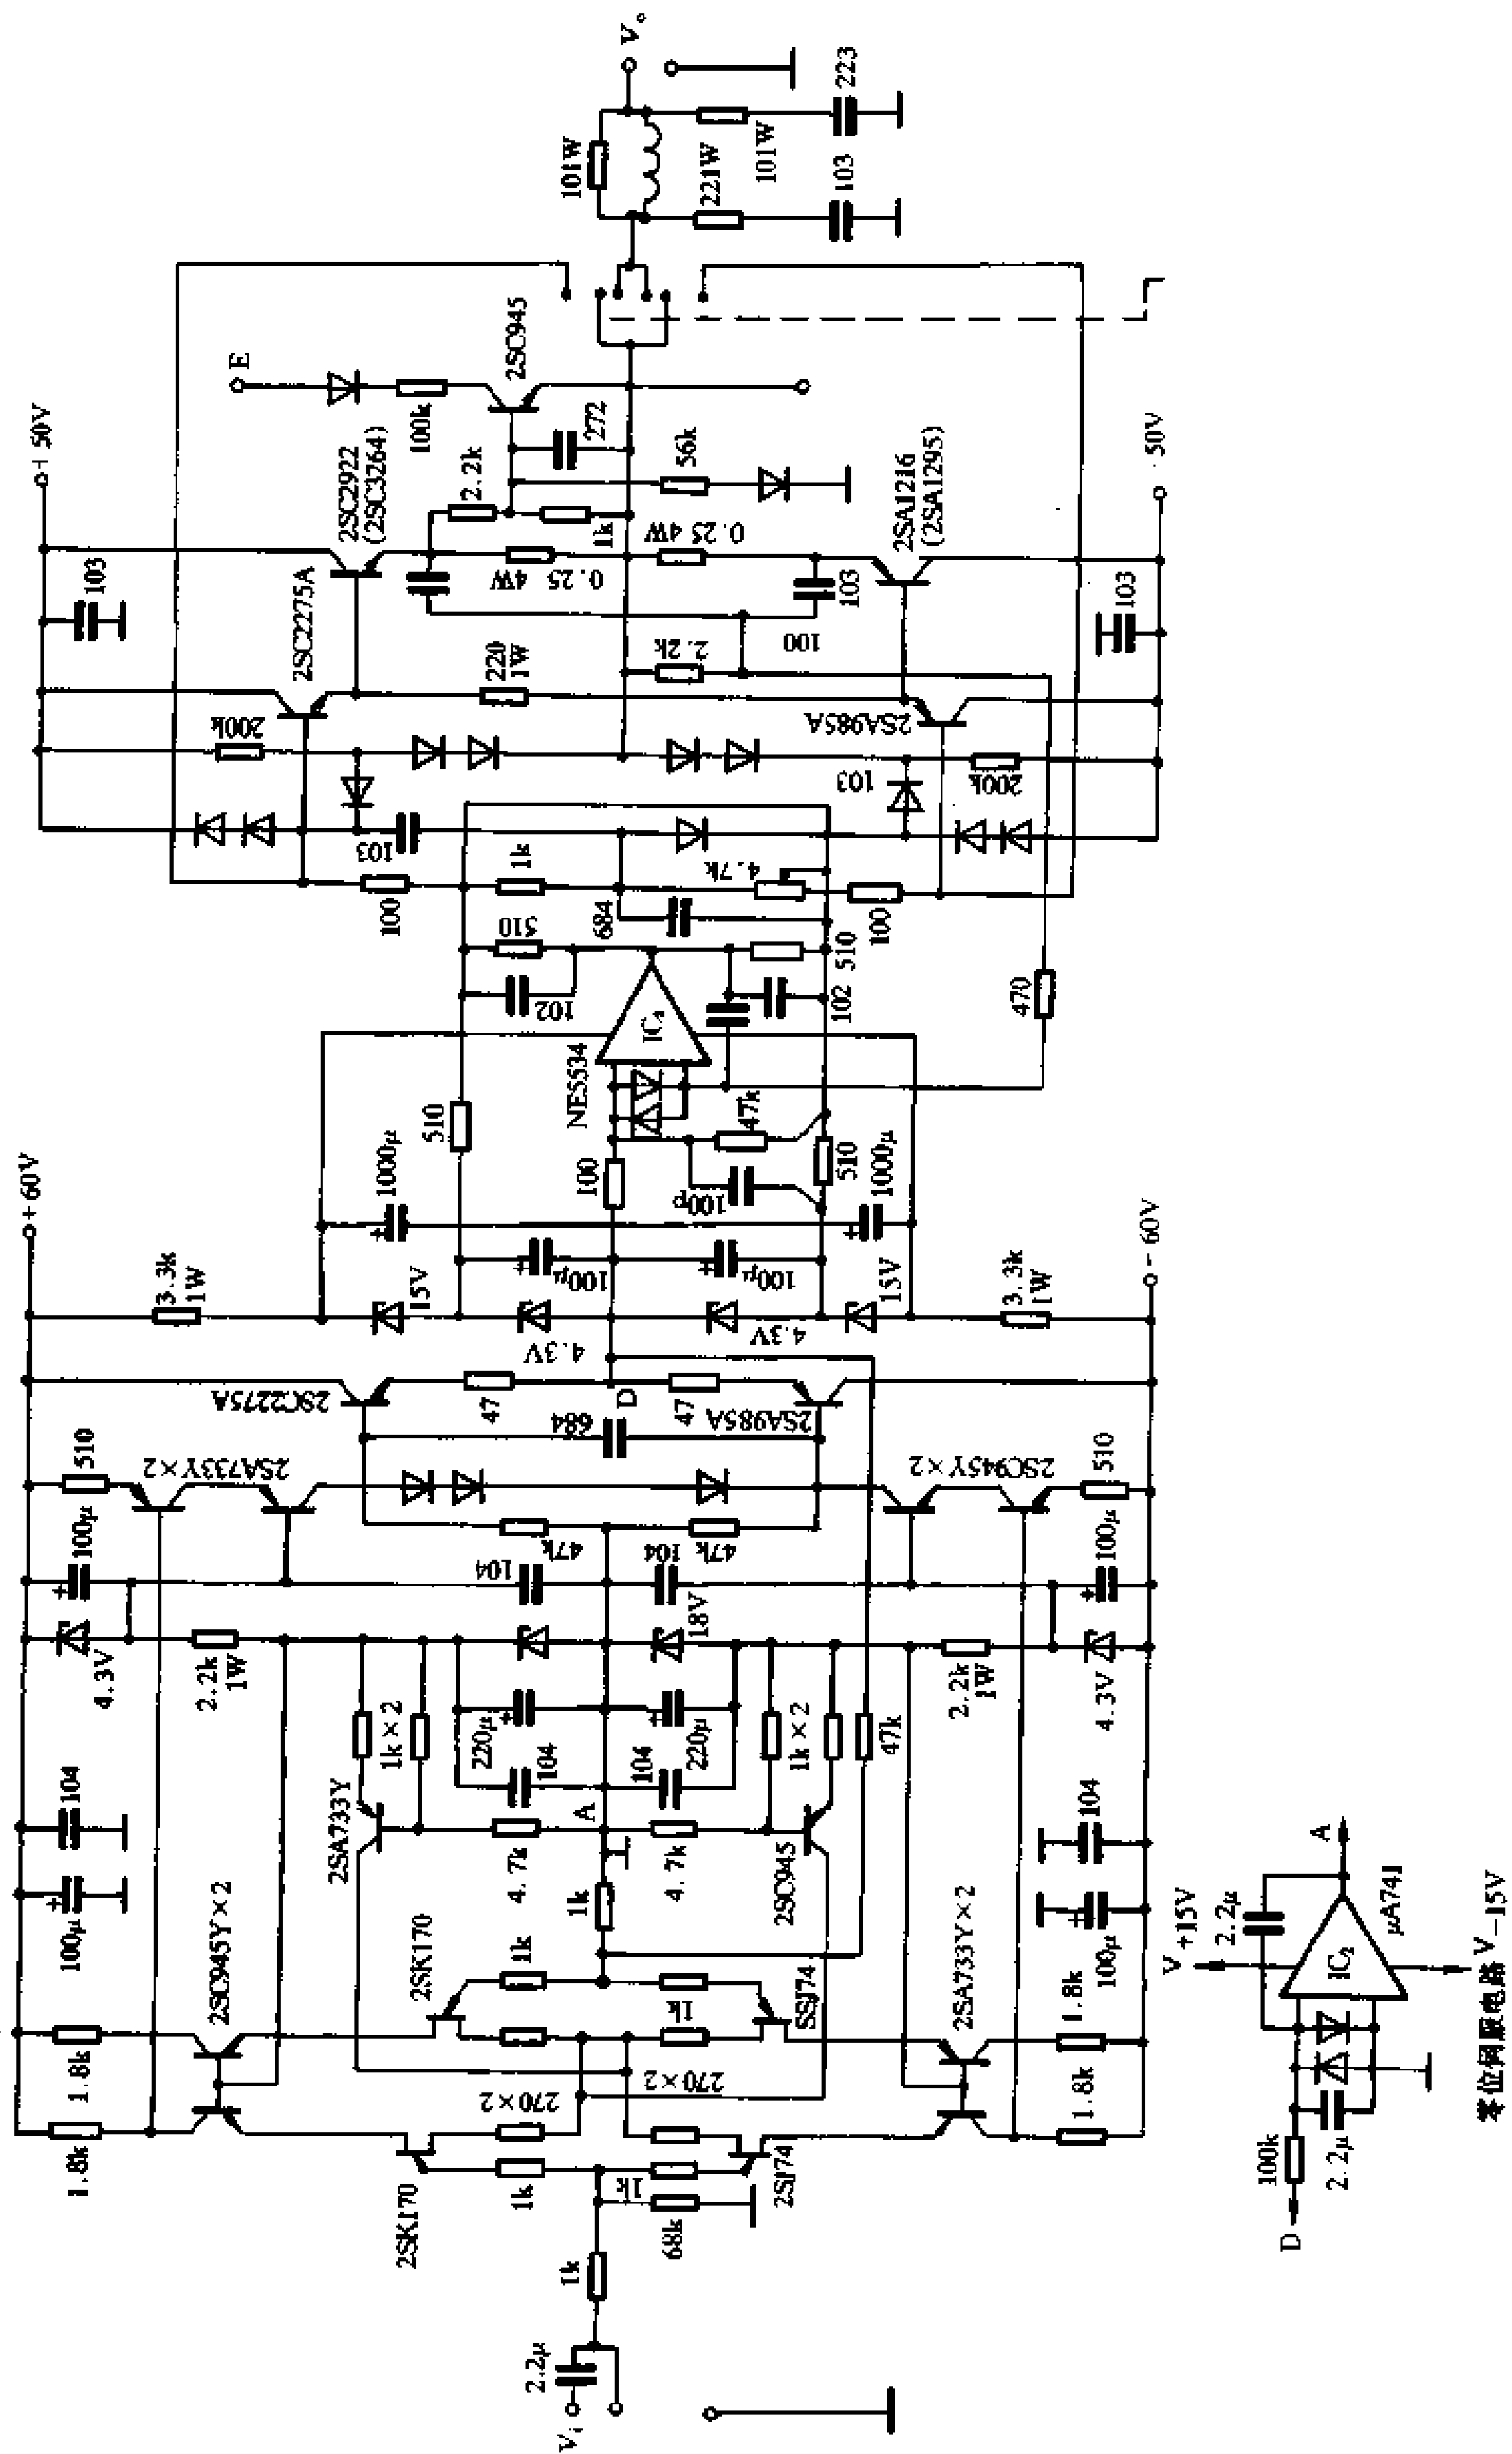 Vi
2.2μ
1k
68k
1.8k
1.8k
2SC945Y×2
2SK170
1k
270×2
1k
2SJ74
2SK170
1k
1k
SSJ74
270×2
2SA733Y×2
1.8k
1.8k
100μ
104
100μ
104
1k
A
2SA733Y
1k×2
4.7k
4.7k
2SC945
1k×2
47k
220μ
104
104
220μ
4.3V
2.2k
1W
18V
2.2k
1W
4.3V
100μ
104
104
100μ
510
2SA733Y×2
47k
47k
2SC945Y×2
510
2SC2275A
684
47
D
47
2SA985A
+60V
3.3k
1W
15V
4.3V
4.3V
15V
3.3k
1W
-60V
1000μ
100μ
100μ
1000μ
510
100
100p
47k
510
NE5534
IC₁
102
510
102
510
470
684
100
1k
4.7k
100
103
103
200k
200k
2SC2275A
220
1W
2SA985A
2.2k
100
103
+50V
103
2SC2922
(2SC3264)
0.25 4W
0.25 4W
103
2SA1216
(2SA1295)
50V
2.2k
1k
272
56k
E
100k
2SC945
101W
221W
101W
103
223
Vo
D
100k
2.2μ
V+15V
2.2μ
IC₂
μA741
A
V-15V
零位伺服电路